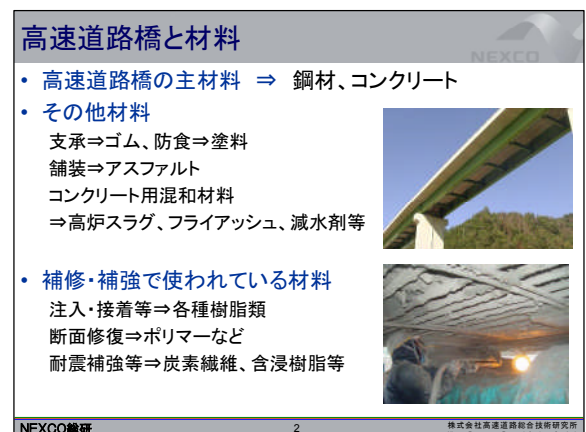 高速道路橋と材料
NEXCO
• 高速道路橋の主材料 ⇒ 鋼材、コンクリート
• その他材料
支承⇒ゴム、防食⇒塗料
舗装⇒アスファルト
コンクリート用混和材料
⇒高炉スラグ、フライアッシュ、減水剤等
• 補修・補強で使われている材料
注入・接着等⇒各種樹脂類
断面修復⇒ポリマーなど
耐震補強等⇒炭素繊維、含浸樹脂等
NEXCO総研
2
株式会社高速道路総合技術研究所